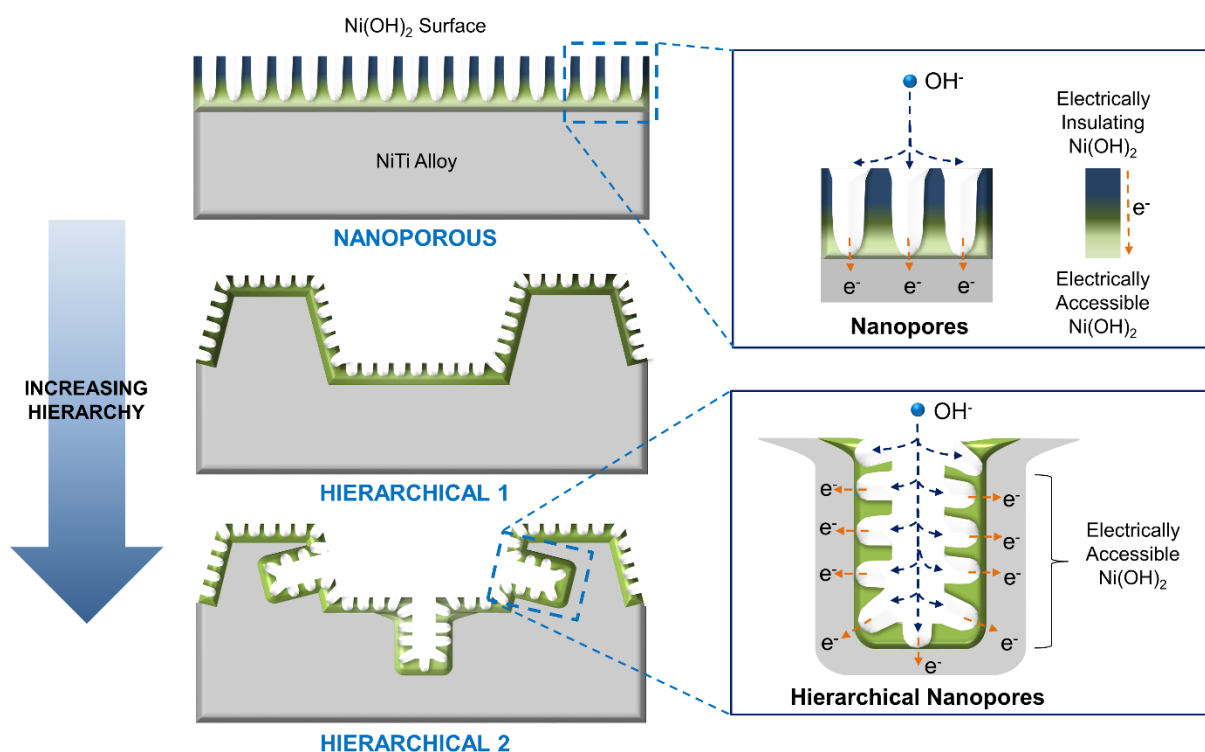 Ni(OH)₂ Surface
NiTi Alloy
NANOPOROUS
INCREASING
HIERARCHY
HIERARCHICAL 1
HIERARCHICAL 2
OH-
Electrically
Insulating
Ni(OH)₂
e-
e- e- e-
Electrically
Accessible
Ni(OH)₂
Nanopores
OH-
e- e-
e- e-
e- e-
e- e-
e-
Electrically
Accessible
Ni(OH)₂
Hierarchical Nanopores